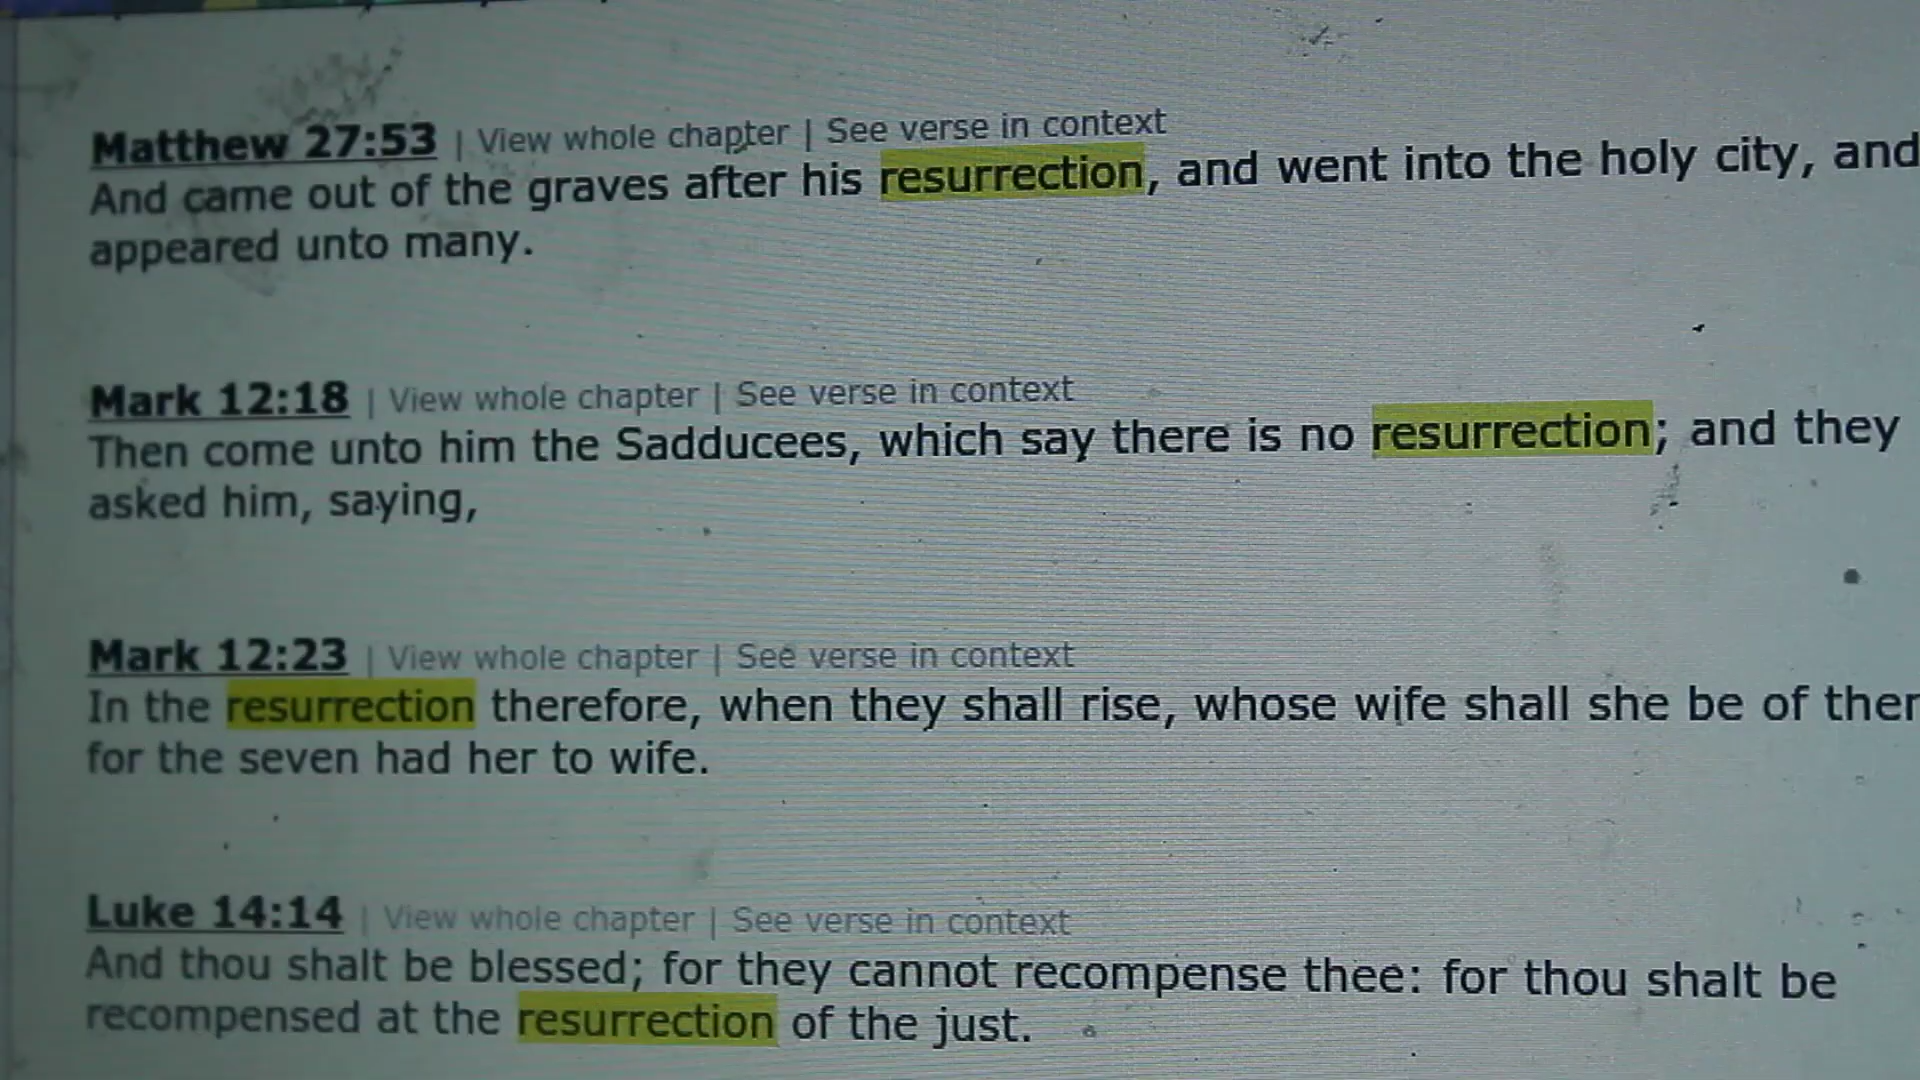 Matthew 27:53 | View whole chapter | See verse in context
And came out of the graves after his resurrection, and went into the holy city, and
appeared unto many.
Mark 12:18 | View whole chapter | See verse in context
Then come unto him the Sadducees, which say there is no resurrection; and they
asked him, saying,
Mark 12:23 | View whole chapter | See verse in context
In the resurrection therefore, when they shall rise, whose wife shall she be of
for the seven had her to wife.
Luke 14:14 | View whole chapter | See verse in context
And thou shalt be blessed; for they cannot recompense thee: for thou shalt be
recompensed at the resurrection of the just.